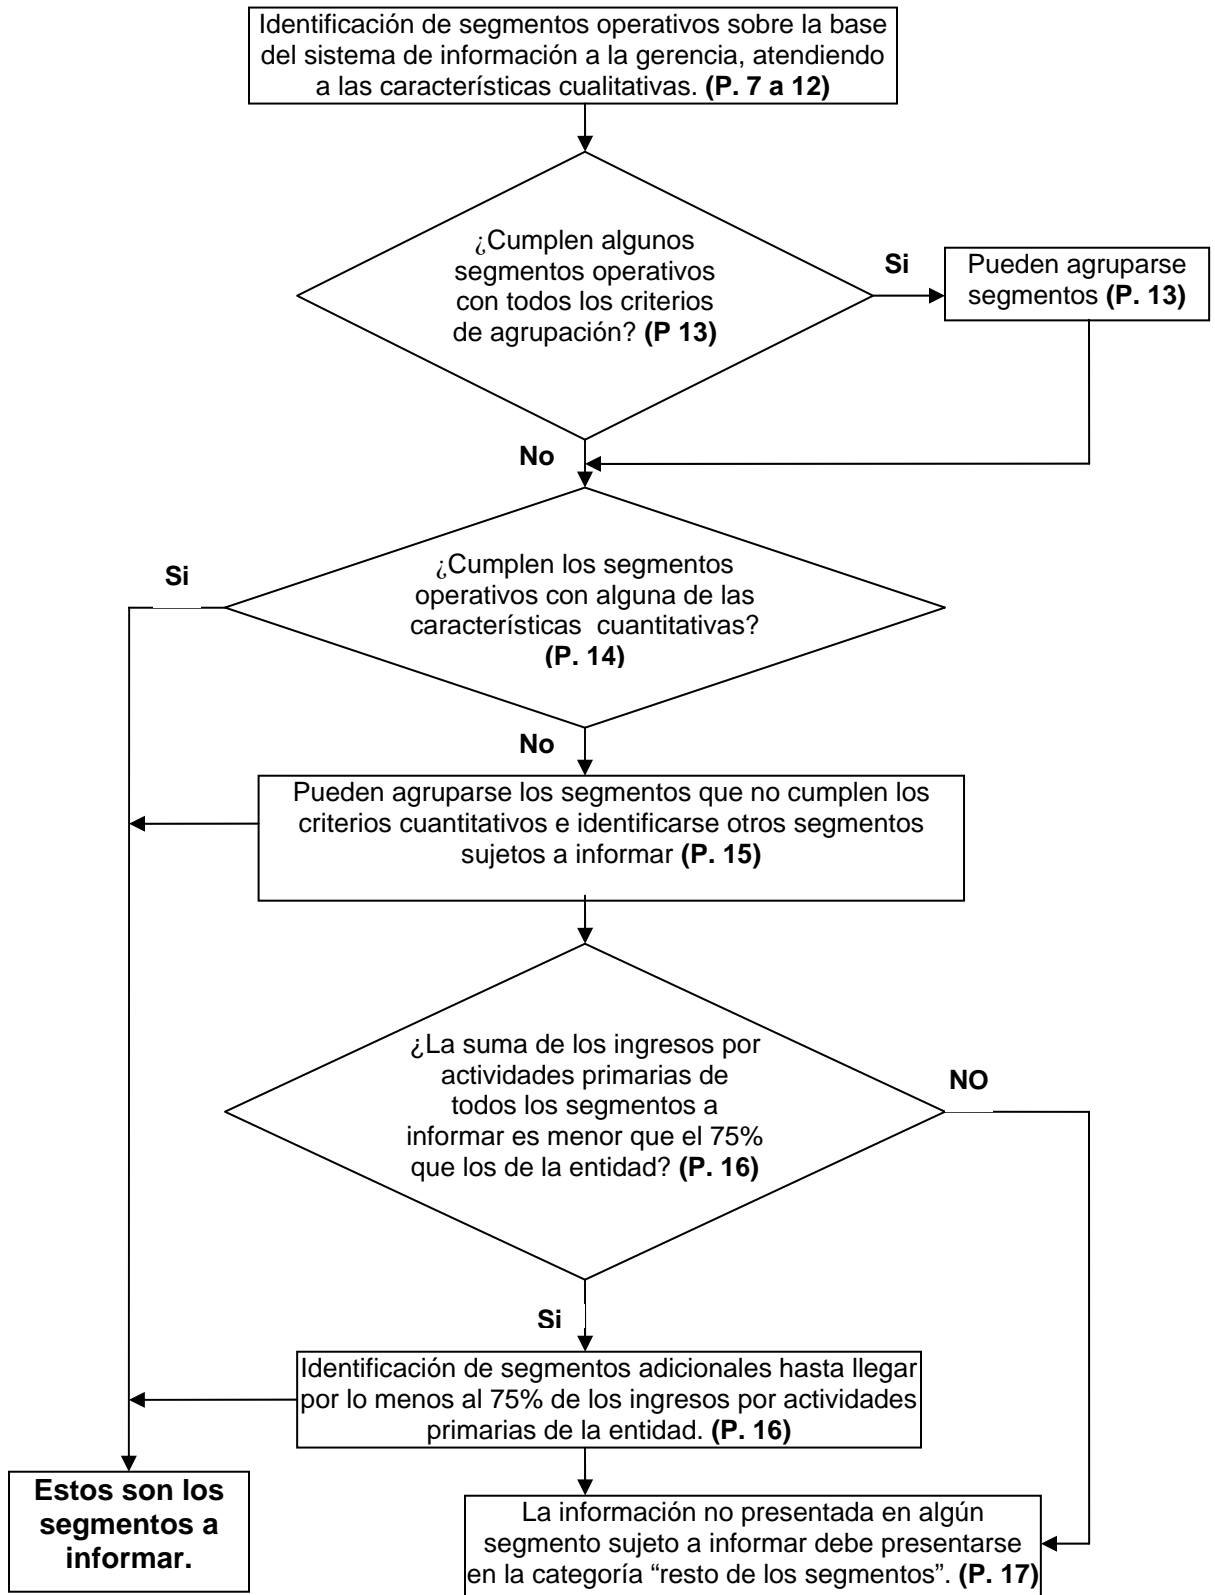 Identificación de segmentos operativos sobre la base
del sistema de información a la gerencia, atendiendo
a las características cualitativas. (P. 7 a 12)
¿Cumplen algunos
segmentos operativos
con todos los criterios
de agrupación? (P 13)
Si
Pueden agruparse
segmentos (P. 13)
No
¿Cumplen los segmentos
operativos con alguna de las
características cuantitativas?
(P. 14)
Si
No
Pueden agruparse los segmentos que no cumplen los
criterios cuantitativos e identificarse otros segmentos
sujetos a informar (P. 15)
¿La suma de los ingresos por
actividades primarias de
todos los segmentos a
informar es menor que el 75%
que los de la entidad? (P. 16)
NO
Si
Identificación de segmentos adicionales hasta llegar
por lo menos al 75% de los ingresos por actividades
primarias de la entidad. (P. 16)
Estos son los
segmentos a
informar.
La información no presentada en algún
segmento sujeto a informar debe presentarse
en la categoría “resto de los segmentos”. (P. 17)